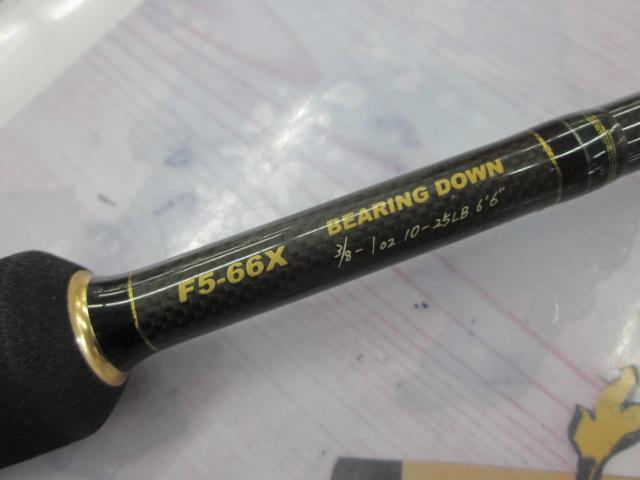 F5-66X
BEARING DOWN
3/8-1oz.10-25LB.6'6"